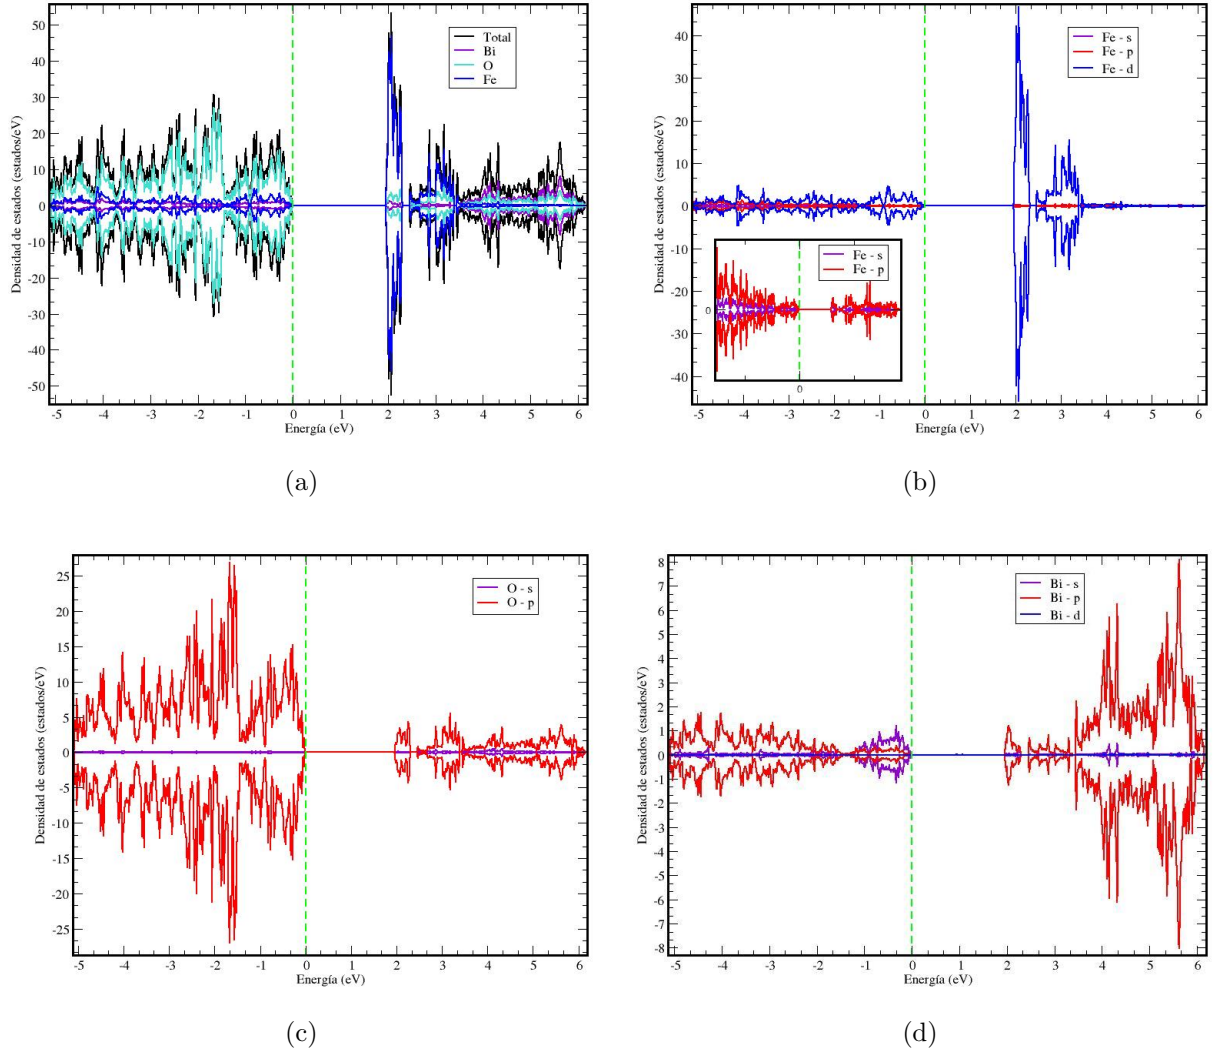 50
40
30
20
10
0
-10
-20
-30
-40
-50
Densidad de estados (estados/eV)
Total
Bi
O
Fe
-5 -4 -3 -2 -1 0 1 2 3 4 5 6
Energía (eV)
(a)
40
30
20
10
0
-10
-20
-30
-40
Densidad de estados (estados/eV)
Fe - s
Fe - p
Fe - d
Fe - s
Fe - p
0
0
-5 -4 -3 -2 -1 0 1 2 3 4 5 6
Energía (eV)
(b)
25
20
15
10
5
0
-5
-10
-15
-20
-25
Densidad de estados (estados/eV)
O - s
O - p
-5 -4 -3 -2 -1 0 1 2 3 4 5 6
Energía (eV)
(c)
8
7
6
5
4
3
2
1
0
-1
-2
-3
-4
-5
-6
-7
-8
Densidad de estados (estados/eV)
Bi - s
Bi - p
Bi - d
-5 -4 -3 -2 -1 0 1 2 3 4 5 6
Energía (eV)
(d)